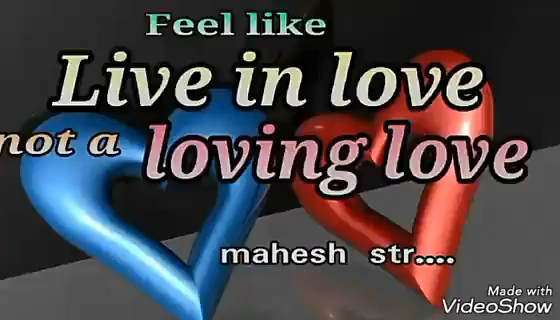 Feel like
Live in love
not a loving love
mahesh str....
Made with
VideoShow